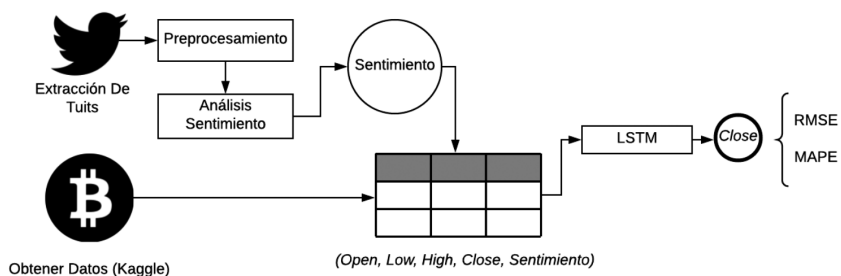 Preprocesamiento
Extracción De
Tuits
Análisis
Sentimiento
Sentimiento
LSTM
Close
RMSE
MAPE
Obtener Datos (Kaggle)
(Open, Low, High, Close, Sentimiento)